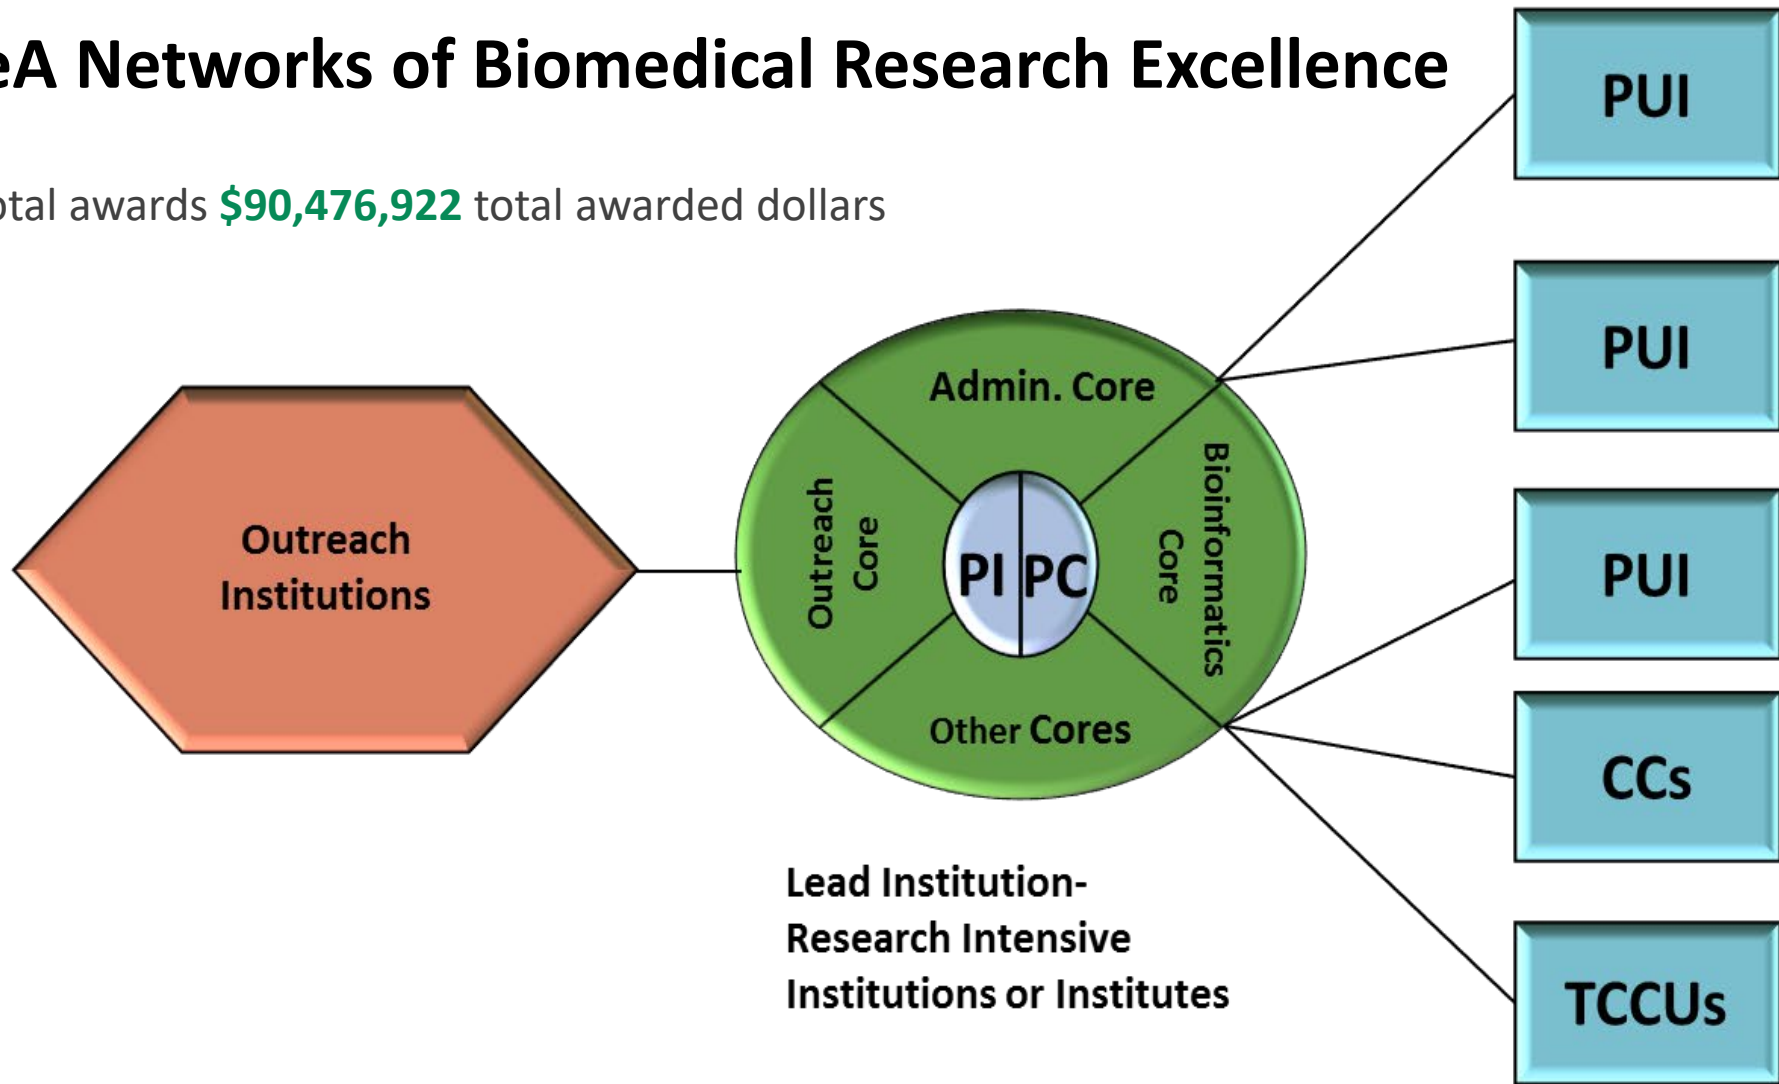 eA Networks of Biomedical Research Excellence
otal awards $90,476,922 total awarded dollars
Outreach
Institutions
Admin. Core
Outreach
Core
PI PC
Bioinformatics
Core
Other Cores
Lead Institution-
Research Intensive
Institutions or Institutes
PUI
PUI
PUI
CCs
TCCUs